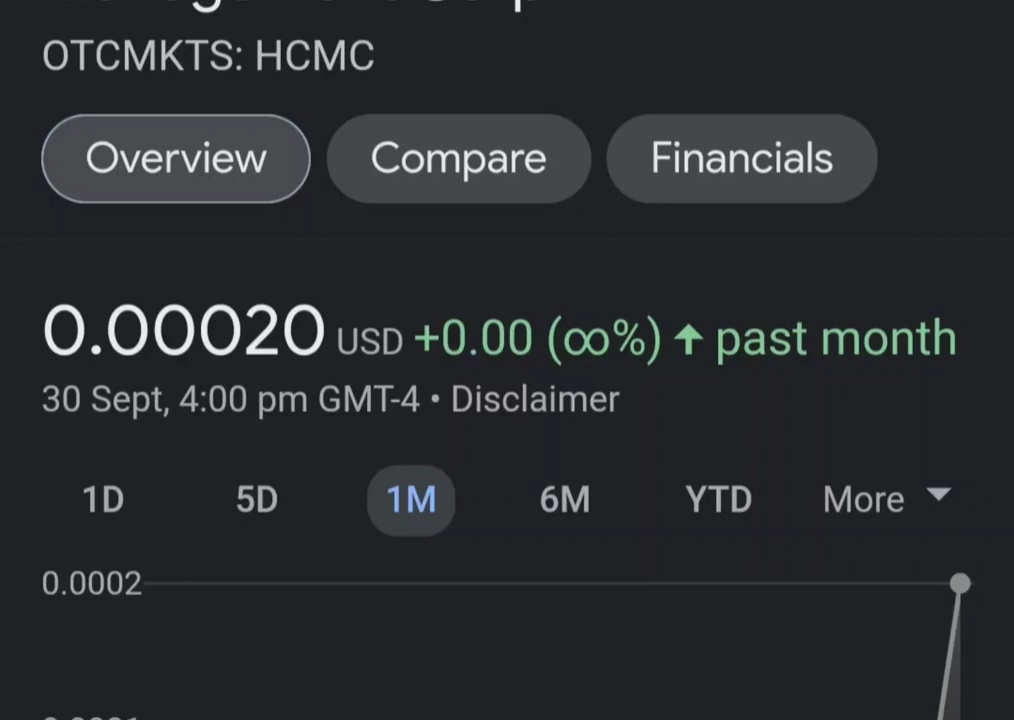 OTCMKTS: HCMC
Overview Compare Financials
0.00020 USD +0.00 (∞%) ↑ past month
30 Sept, 4:00 pm GMT-4 • Disclaimer
1D 5D 1M 6M YTD More
0.0002